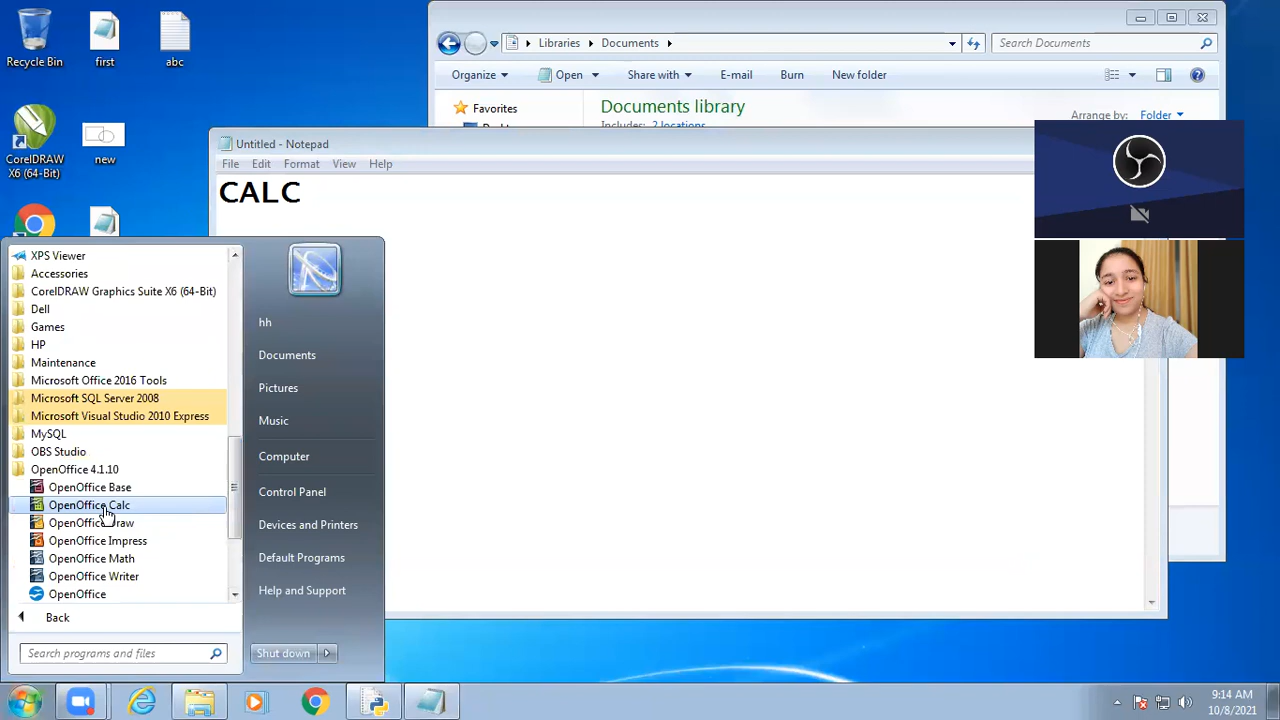 Recycle Bin
first
abc
CorelDRAW
X6 (64-Bit)
new
Libraries
Documents
Search Documents
Organize
Open
Share with
E-mail
Burn
New folder
Favorites
Documents library
Includes: 2 locations
Arrange by:
Folder
Untitled - Notepad
File
Edit
Format
View
Help
CALC
XPS Viewer
Accessories
CorelDRAW Graphics Suite X6 (64-Bit)
Dell
Games
HP
Maintenance
Microsoft Office 2016 Tools
Microsoft SQL Server 2008
Microsoft Visual Studio 2010 Express
MySQL
OBS Studio
OpenOffice 4.1.10
OpenOffice Base
OpenOffice Calc
OpenOffice Draw
OpenOffice Impress
OpenOffice Math
OpenOffice Writer
OpenOffice
Back
Search programs and files
hh
Documents
Pictures
Music
Computer
Control Panel
Devices and Printers
Default Programs
Help and Support
Shut down
9:14 AM
10/8/2021